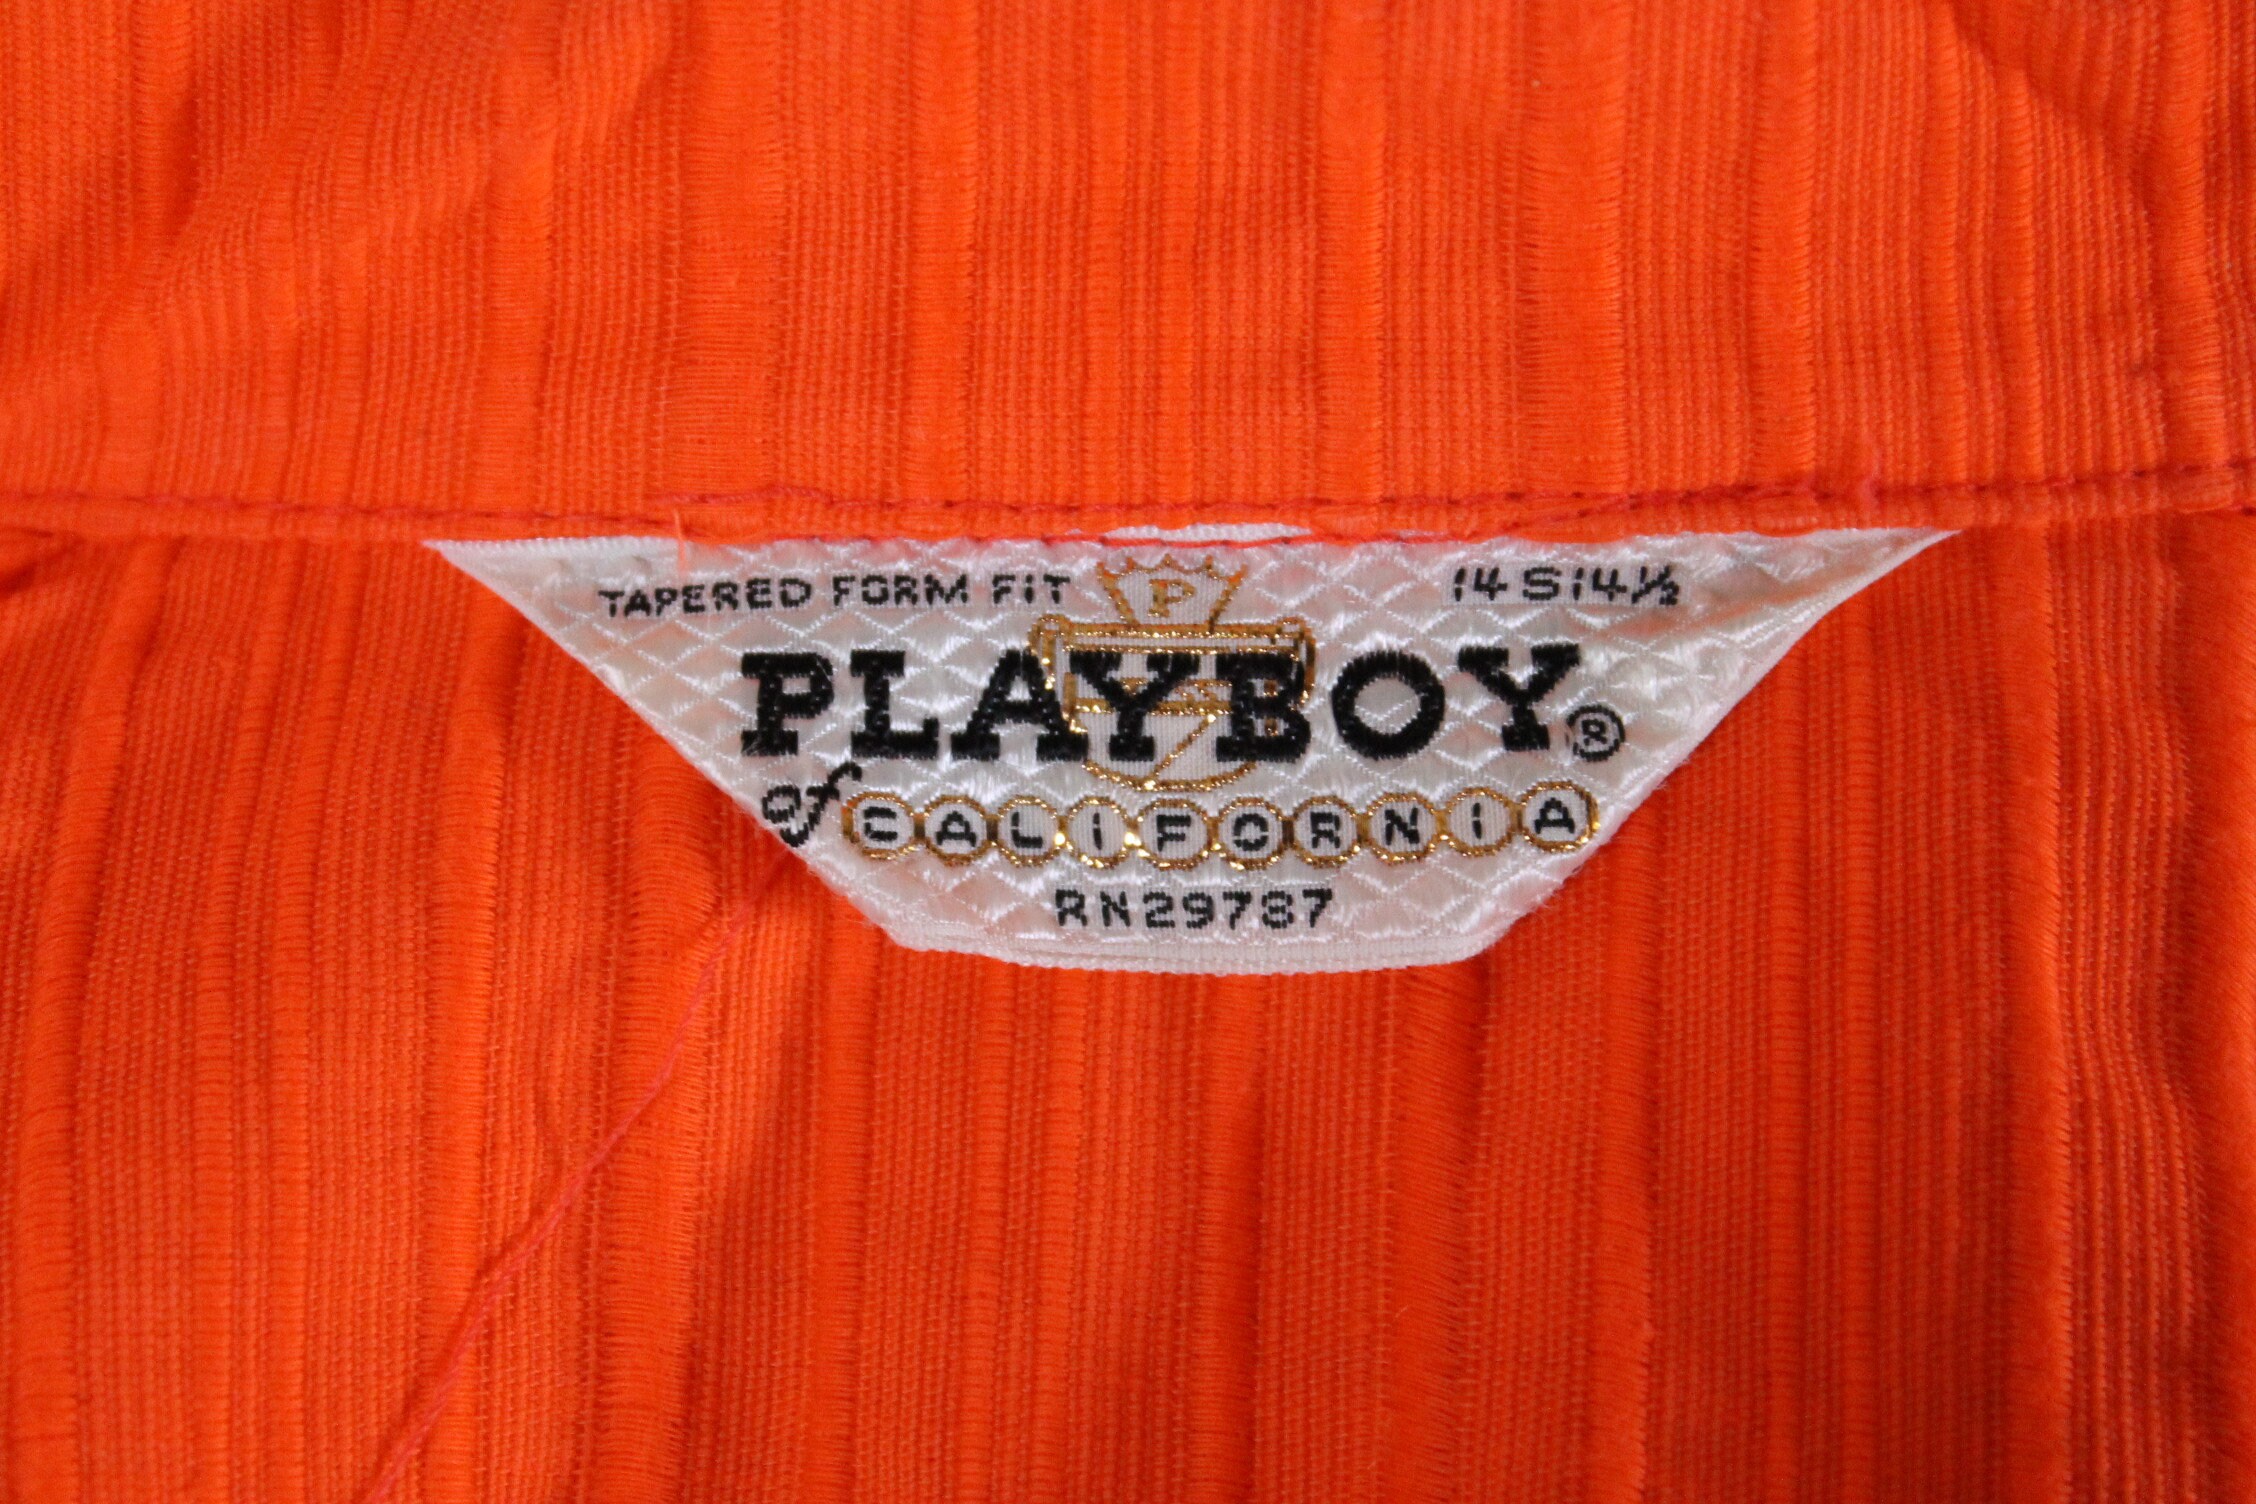 TAPERED FORM FIT 14 S 14½
P
PLAYBOY®
of CALIFORNIA
RN29787